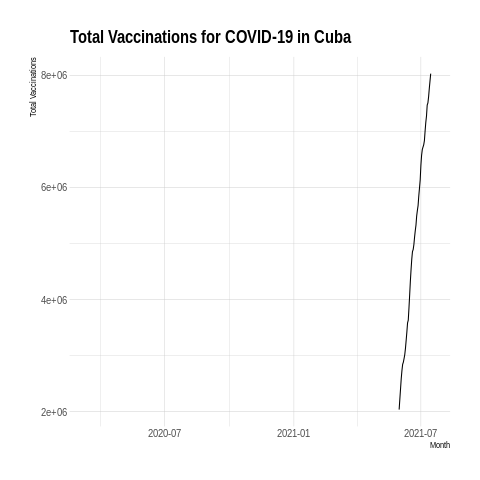 Total Vaccinations for COVID-19 in Cuba
Total Vaccinations
8e+06
6e+06
4e+06
2e+06
2020-07
2021-01
2021-07
Month